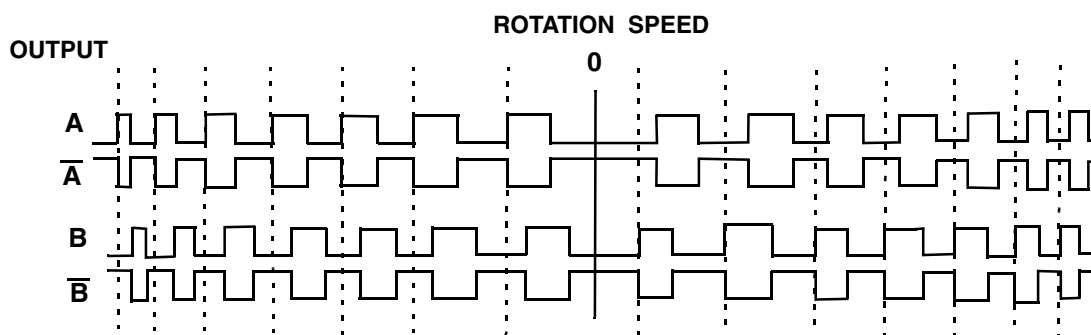 ROTATION SPEED
OUTPUT
0
A
A̅
B
B̅